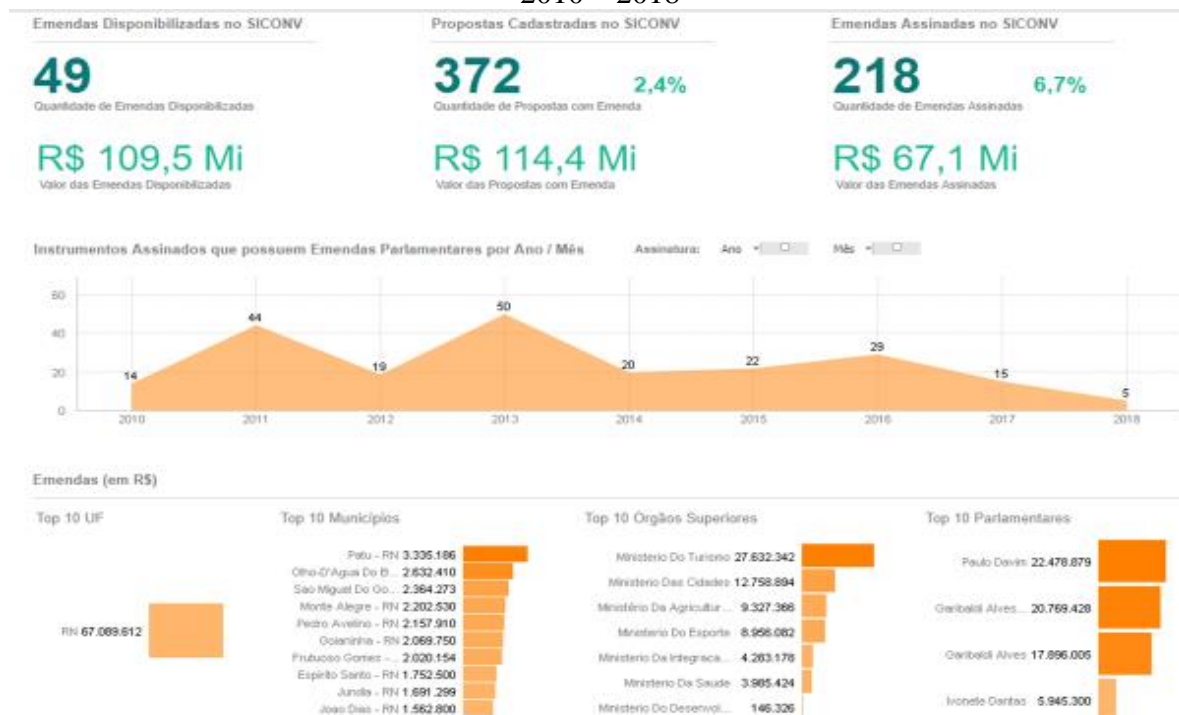 2010 – 2018
Emendas Disponibilizadas no SICONV
Propostas Cadastradas no SICONV
Emendas Assinadas no SICONV
49
372 2,4%
218 6,7%
Quantidade de Emendas Disponibilizadas
Quantidade de Propostas com Emenda
Quantidade de Emendas Assinadas
R$ 109,5 Mi
R$ 114,4 Mi
R$ 67,1 Mi
Valor das Emendas Disponibilizadas
Valor das Propostas com Emenda
Valor das Emendas Assinadas
Instrumentos Assinados que possuem Emendas Parlamentares por Ano / Mês
Assinatura: Ano Mês
60
40
20
0
14
44
19
50
20
22
29
15
5
2010 2011 2012 2013 2014 2015 2016 2017 2018
Emendas (em R$)
Top 10 UF
RN 67.089.612
Top 10 Municípios
Patu - RN 3.335.186
Olho-D'Agua Do B... 2.632.410
Sao Miguel Do Go... 2.364.273
Monte Alegre - RN 2.202.530
Pedro Avelino - RN 2.157.910
Goianinha - RN 2.069.750
Frutuoso Gomes - ... 2.020.154
Espirito Santo - RN 1.752.500
Jundia - RN 1.691.299
Joao Dias - RN 1.562.800
Top 10 Órgãos Superiores
Ministerio Do Turismo 27.632.342
Ministerio Das Cidades 12.758.894
Ministério Da Agricultur... 9.327.366
Ministerio Do Esporte 8.956.082
Ministerio Da Integraca... 4.263.178
Ministerio Da Saude 3.985.424
Ministerio Do Desenvol... 146.326
Top 10 Parlamentares
Paulo Davim 22.478.879
Garibaldi Alves... 20.769.428
Garibaldi Alves 17.896.005
Ivonete Dantas 5.945.300